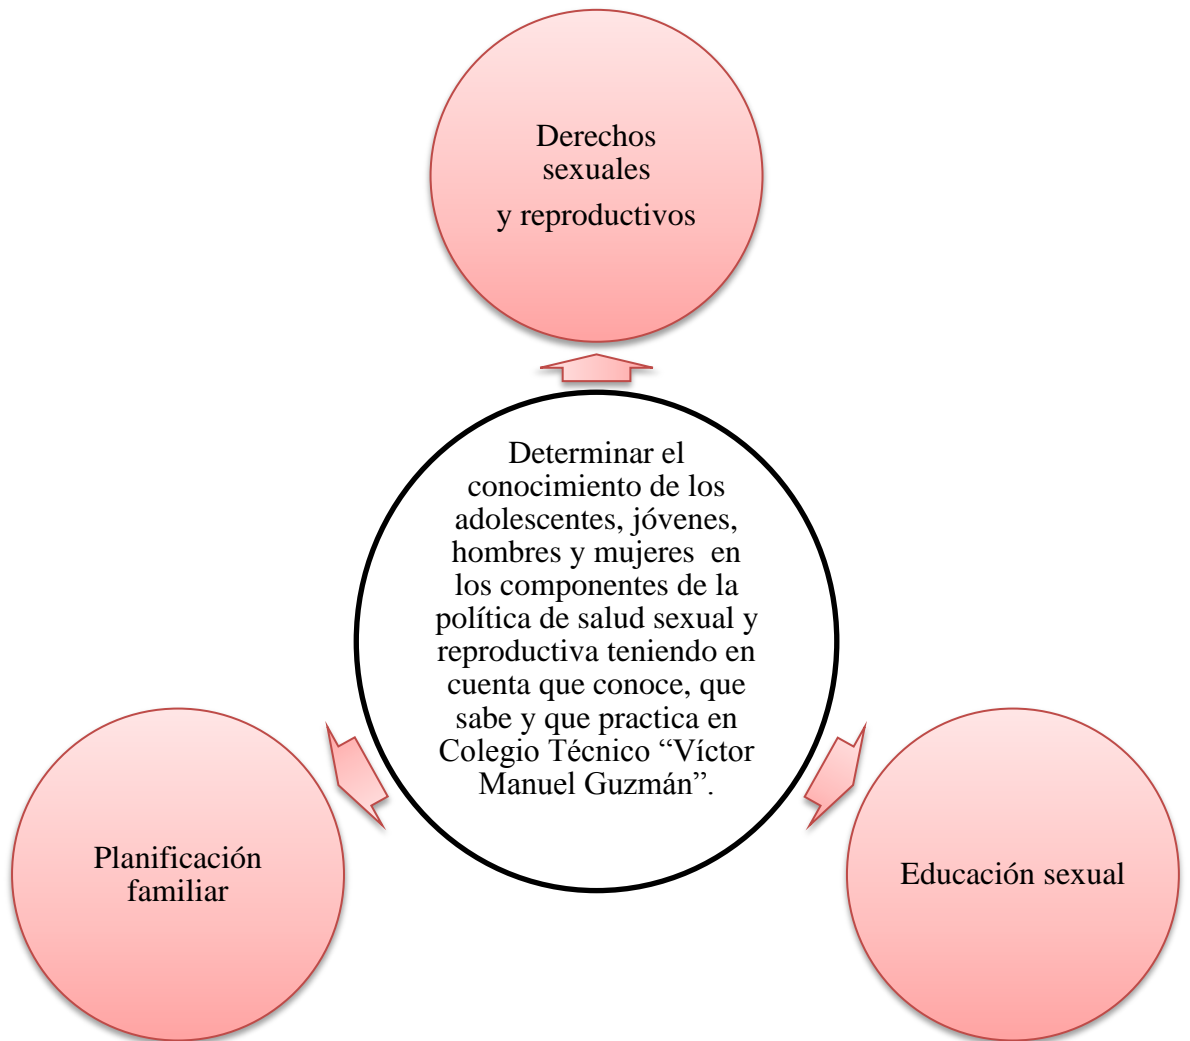 Derechos
sexuales
y reproductivos
Determinar el
conocimiento de los
adolescentes, jóvenes,
hombres y mujeres  en
los componentes de la
política de salud sexual y
reproductiva teniendo en
cuenta que conoce, que
sabe y que practica en
Colegio Técnico “Víctor
Manuel Guzmán”.
Planificación
familiar
Educación sexual